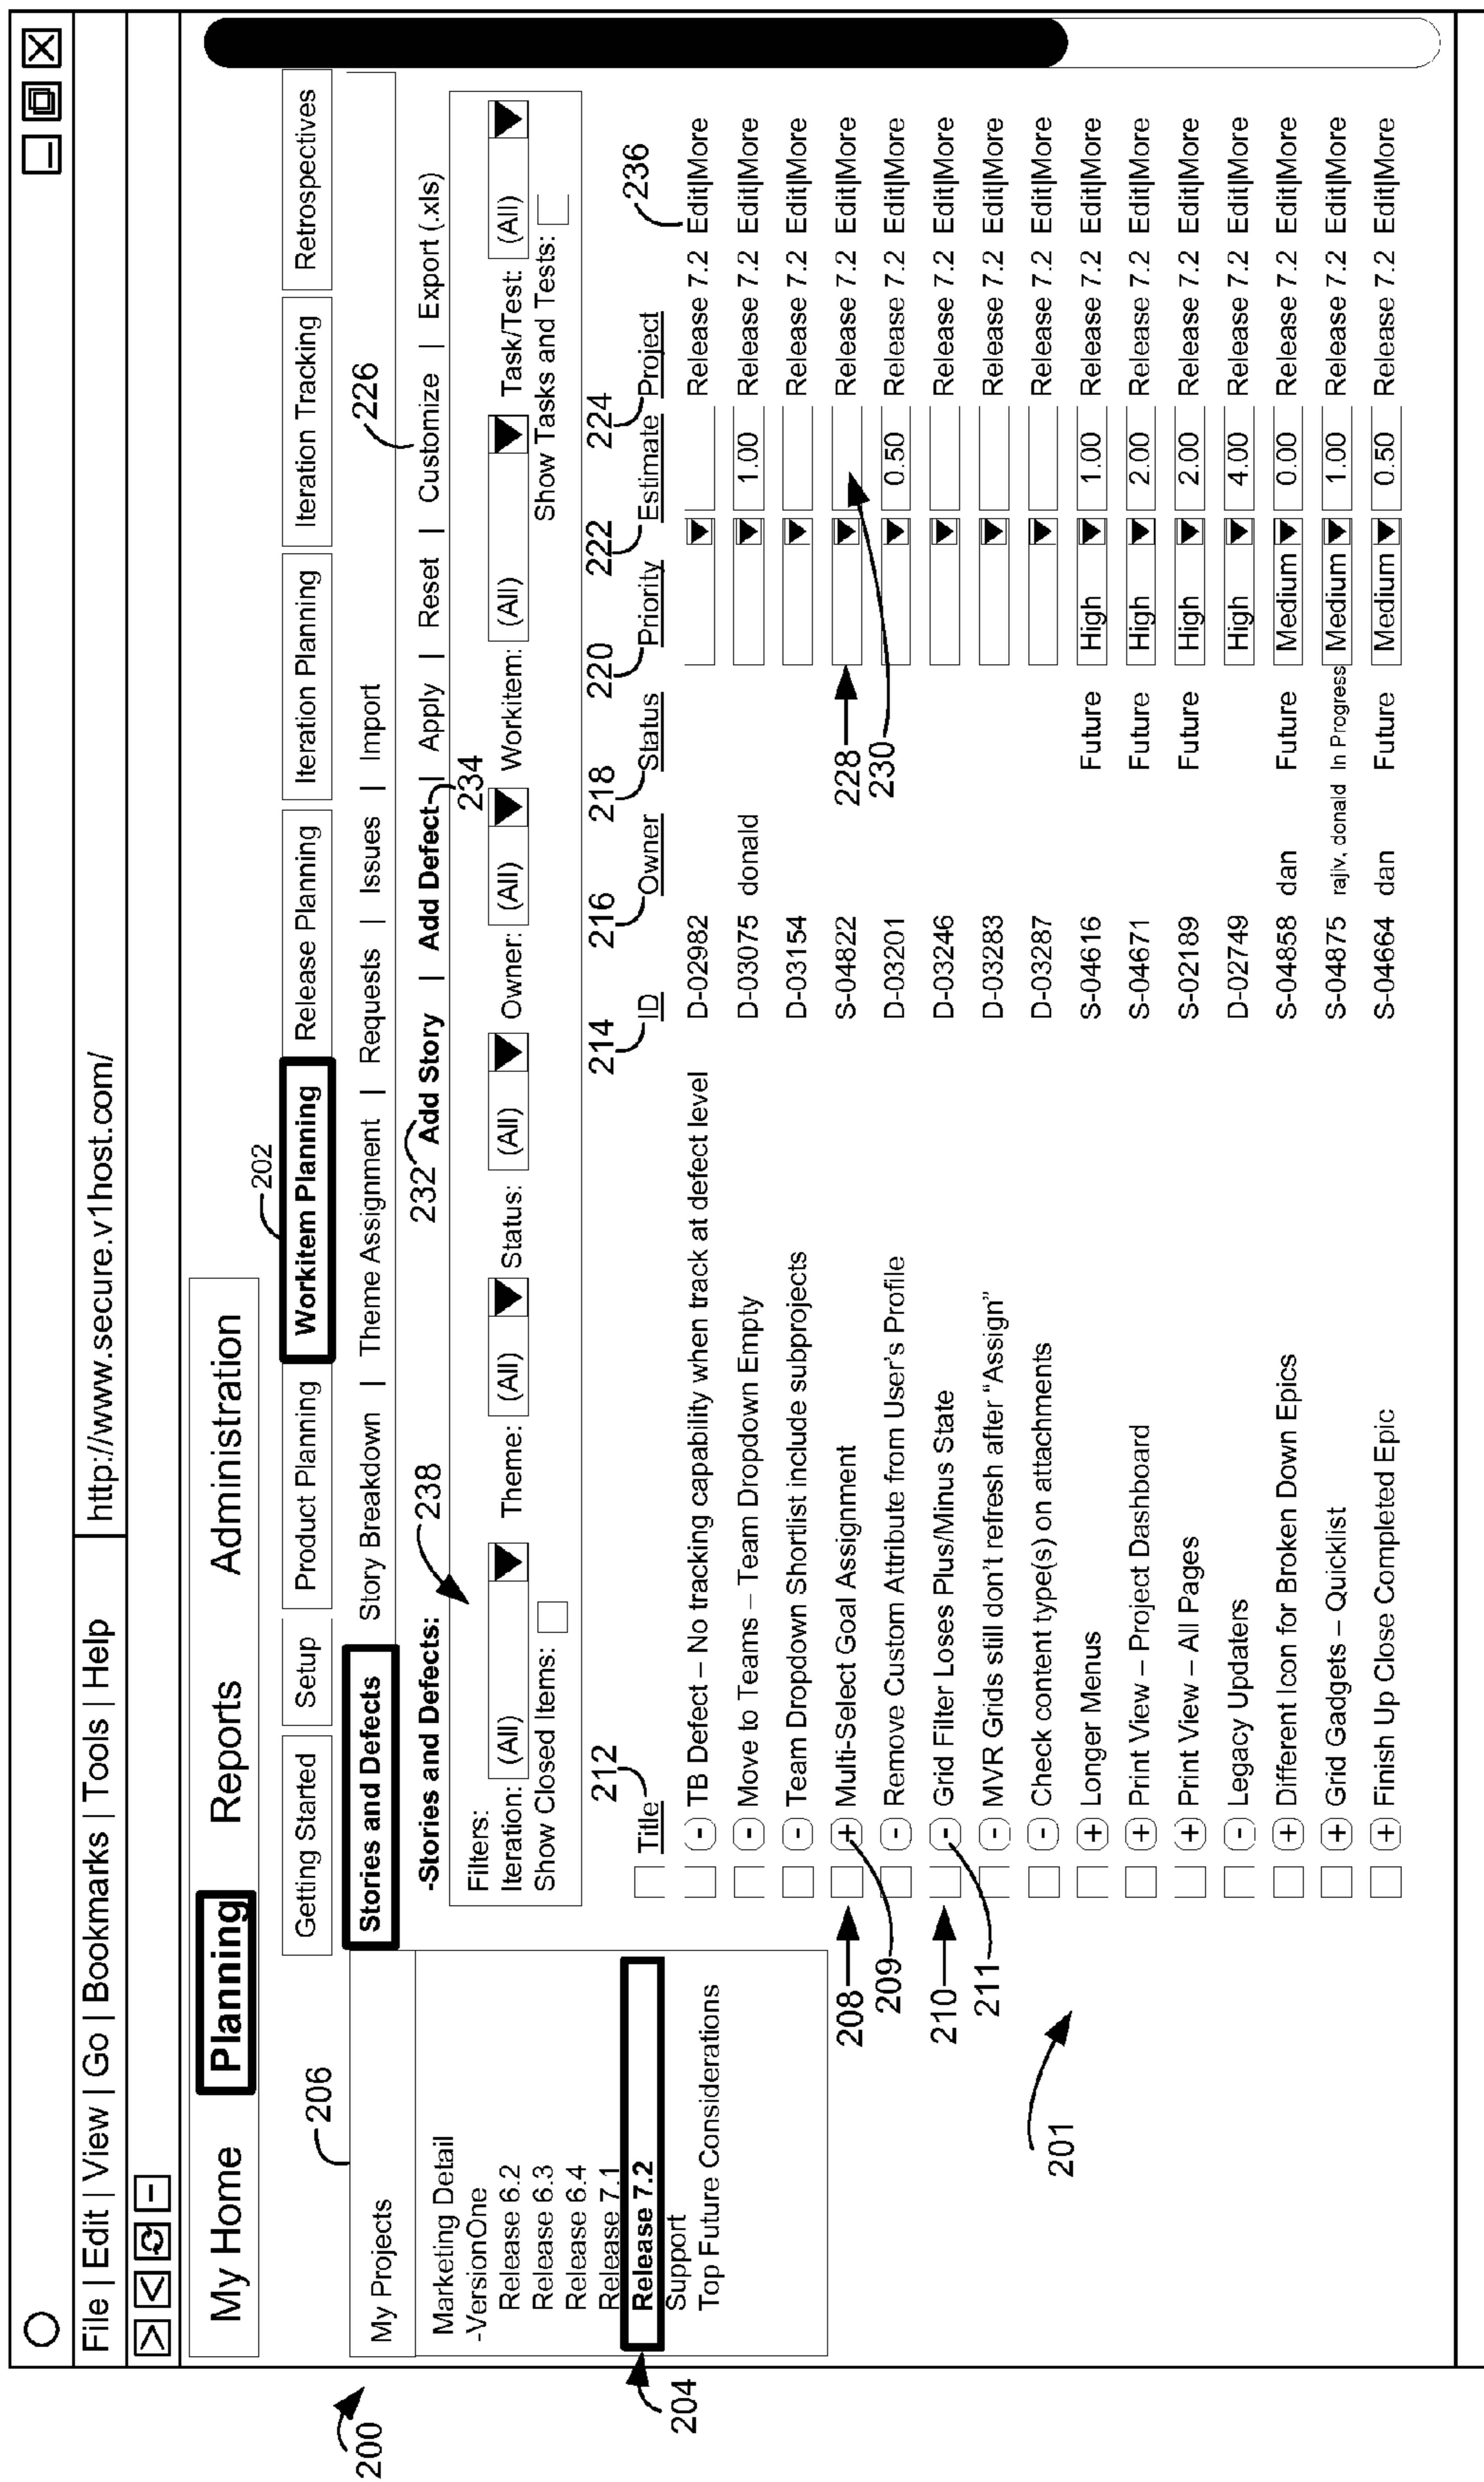 File | Edit | View | Go | Bookmarks | Tools | Help
http://www.secure.v1host.com/
My Home Planning Reports Administration
202
Getting Started Setup Product Planning Workitem Planning Release Planning Iteration Planning Iteration Tracking Retrospectives
206
200
226
My Projects
Stories and Defects Story Breakdown | Theme Assignment | Requests | Issues | Import
232 Add Story | Add Defect | Apply | Reset | Customize | Export (.xls)
-Stories and Defects:
238
234
Marketing Detail
-VersionOne
Release 6.2
Release 6.3
Release 6.4
Release 7.1
Release 7.2
Support
Top Future Considerations
204
Filters:
Iteration: (All) Theme: (All) Status: (All) Owner: (All) Workitem: (All) Task/Test: (All)
Show Closed Items: Show Tasks and Tests:
212 214 216 218 220 222 224 236
Title ID Owner Status Priority Estimate Project
- TB Defect – No tracking capability when track at defect level D-02982 Release 7.2 Edit|More
- Move to Teams – Team Dropdown Empty D-03075 donald 1.00 Release 7.2 Edit|More
- Team Dropdown Shortlist include subprojects D-03154 Release 7.2 Edit|More
208 + Multi-Select Goal Assignment S-04822 228 Release 7.2 Edit|More
209 - Remove Custom Attribute from User's Profile D-03201 230 0.50 Release 7.2 Edit|More
210 - Grid Filter Loses Plus/Minus State D-03246 Release 7.2 Edit|More
211 - MVR Grids still don't refresh after “Assign” D-03283 Release 7.2 Edit|More
- Check content type(s) on attachments D-03287 Release 7.2 Edit|More
201
+ Longer Menus S-04616 Future High 1.00 Release 7.2 Edit|More
+ Print View – Project Dashboard S-04671 Future High 2.00 Release 7.2 Edit|More
+ Print View – All Pages S-02189 Future High 2.00 Release 7.2 Edit|More
- Legacy Updaters D-02749 High 4.00 Release 7.2 Edit|More
+ Different Icon for Broken Down Epics S-04858 dan Future Medium 0.00 Release 7.2 Edit|More
+ Grid Gadgets – Quicklist S-04875 rajiv, donald In Progress Medium 1.00 Release 7.2 Edit|More
+ Finish Up Close Completed Epic S-04664 dan Future Medium 0.50 Release 7.2 Edit|More